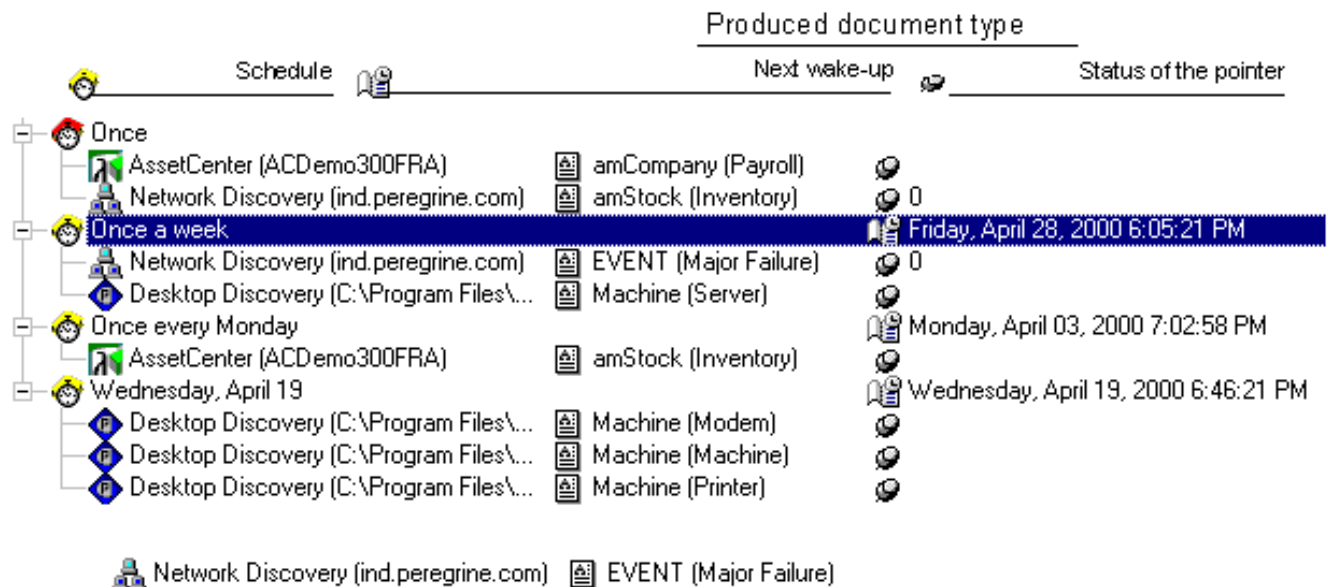 Produced document type
Schedule Next wake-up Status of the pointer
Once
AssetCenter (ACDemo300FRA) amCompany (Payroll)
Network Discovery (ind.peregrine.com) amStock (Inventory) 0
Once a week Friday, April 28, 2000 6:05:21 PM
Network Discovery (ind.peregrine.com) EVENT (Major Failure) 0
Desktop Discovery (C:\Program Files\... Machine (Server)
Once every Monday Monday, April 03, 2000 7:02:58 PM
AssetCenter (ACDemo300FRA) amStock (Inventory)
Wednesday, April 19 Wednesday, April 19, 2000 6:46:21 PM
Desktop Discovery (C:\Program Files\... Machine (Modem)
Desktop Discovery (C:\Program Files\... Machine (Machine)
Desktop Discovery (C:\Program Files\... Machine (Printer)
Network Discovery (ind.peregrine.com) EVENT (Major Failure)